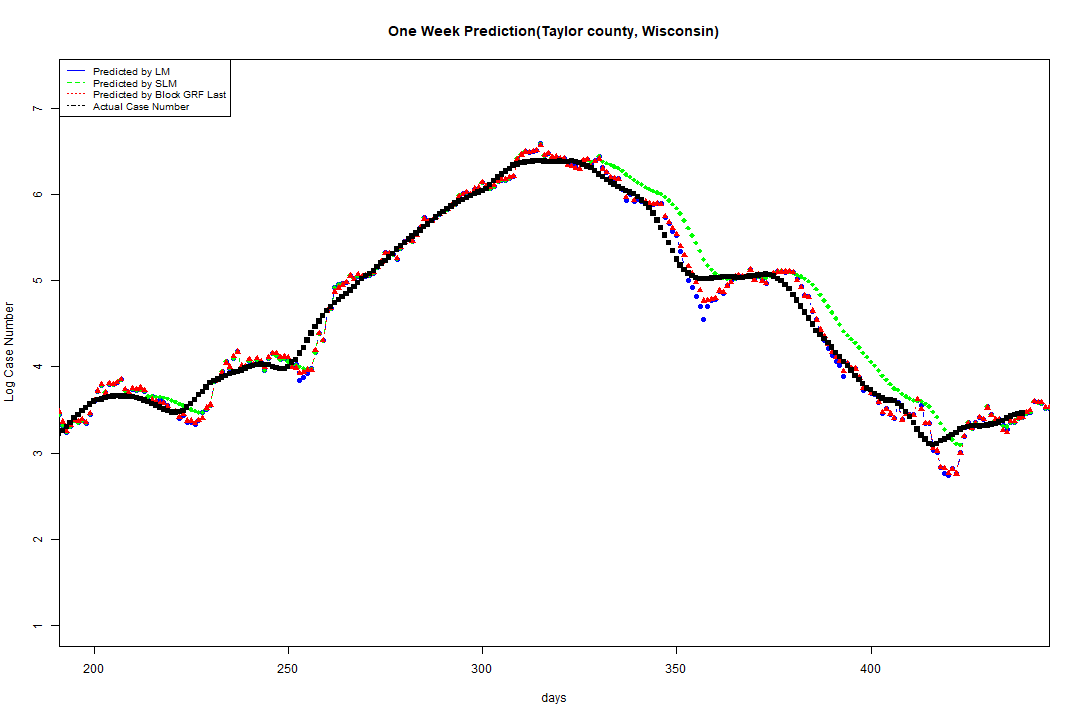 One Week Prediction(Taylor county, Wisconsin)
Predicted by LM
Predicted by SLM
Predicted by Block GRF Last
Actual Case Number
7
6
5
4
3
2
1
Log Case Number
200 250 300 350 400
days